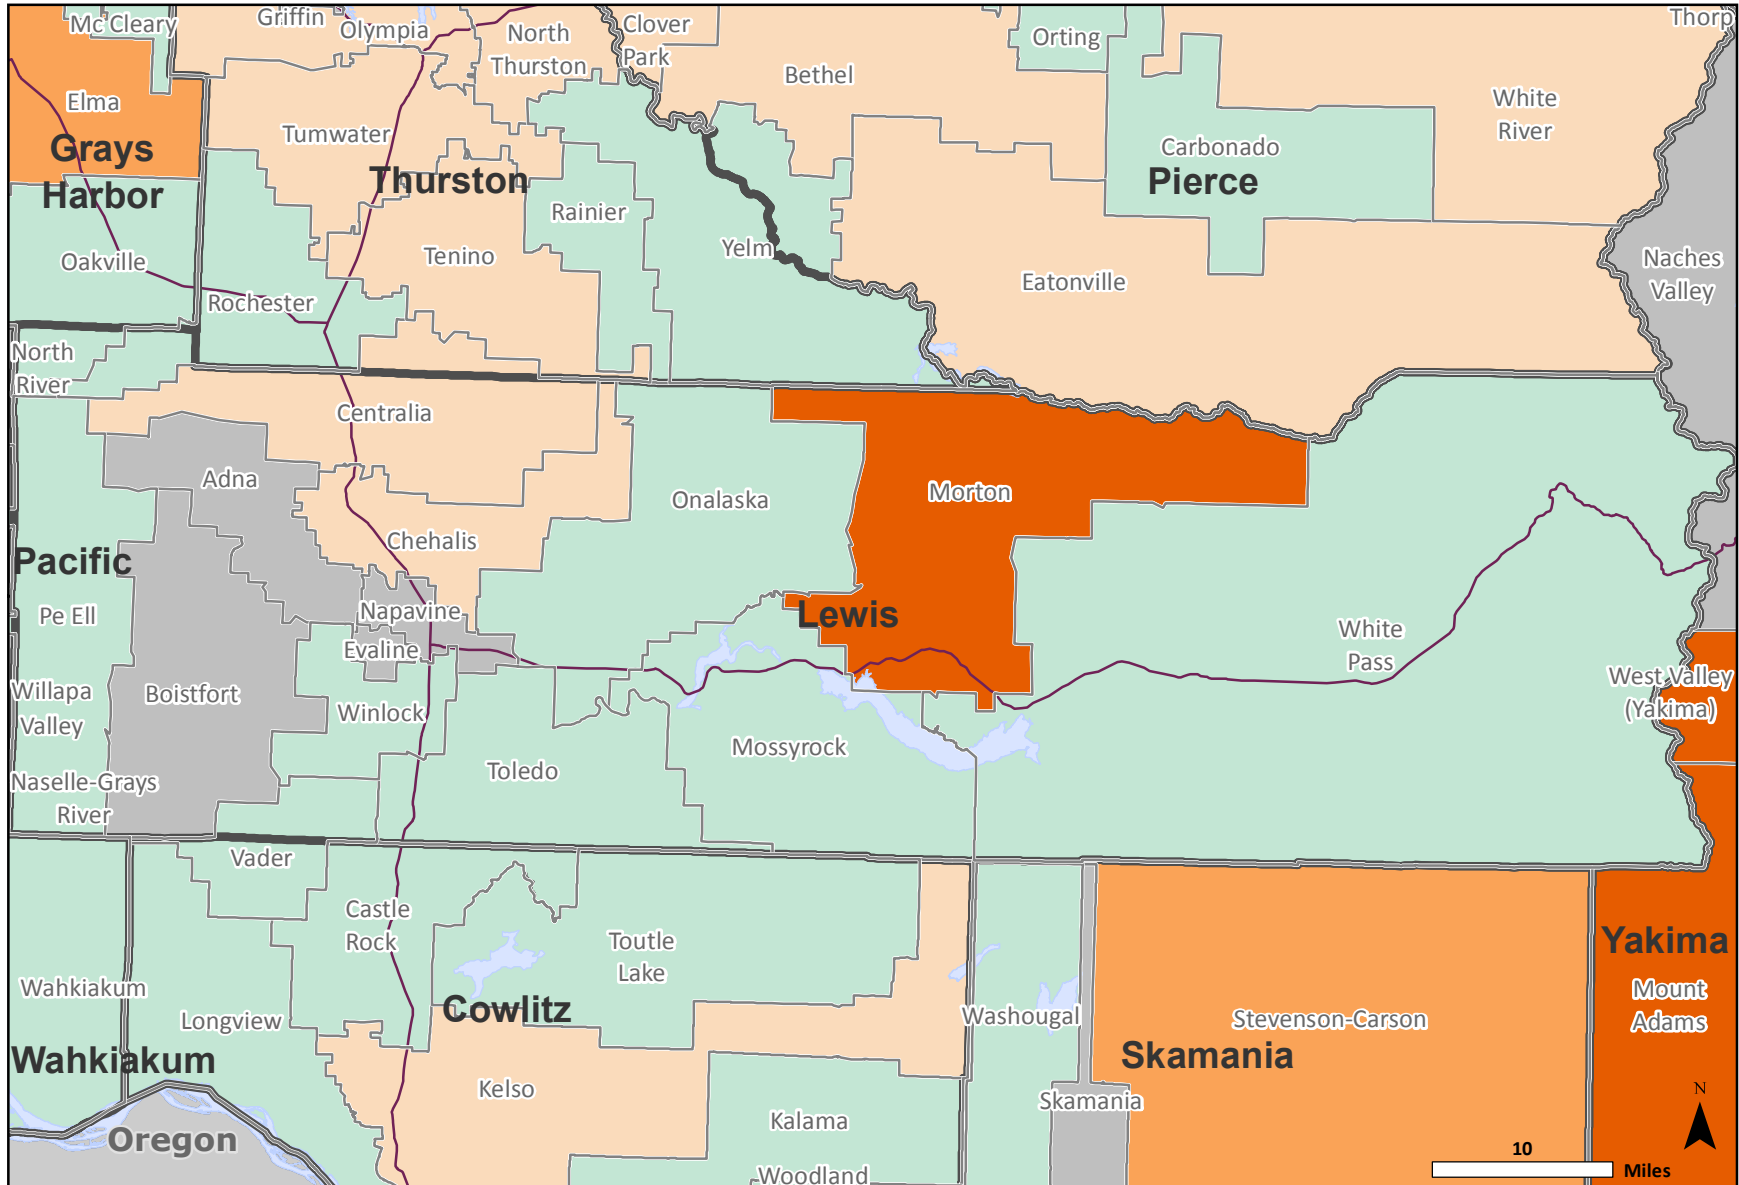 Mc Cleary
Griffin
Olympia
North
Thurston
Clover
Park
Bethel
Orting
Thorp
Elma
Tumwater
White
River
Carbonado
Grays
Harbor
Thurston
Pierce
Rainier
Oakville
Tenino
Yelm
Eatonville
Naches
Valley
Rochester
North
River
Centralia
Adna
Onalaska
Morton
Chehalis
Pacific
Pe Ell
Napavine
Lewis
Evaline
White
Pass
Willapa
Valley
Boistfort
Winlock
West Valley
(Yakima)
Mossyrock
Toledo
Naselle-Grays
River
Vader
Castle
Rock
Toutle
Lake
Yakima
Wahkiakum
Longview
Cowlitz
Washougal
Stevenson-Carson
Mount
Adams
Wahkiakum
Skamania
Kelso
Skamania
Kalama
Oregon
Woodland
N
10
Miles